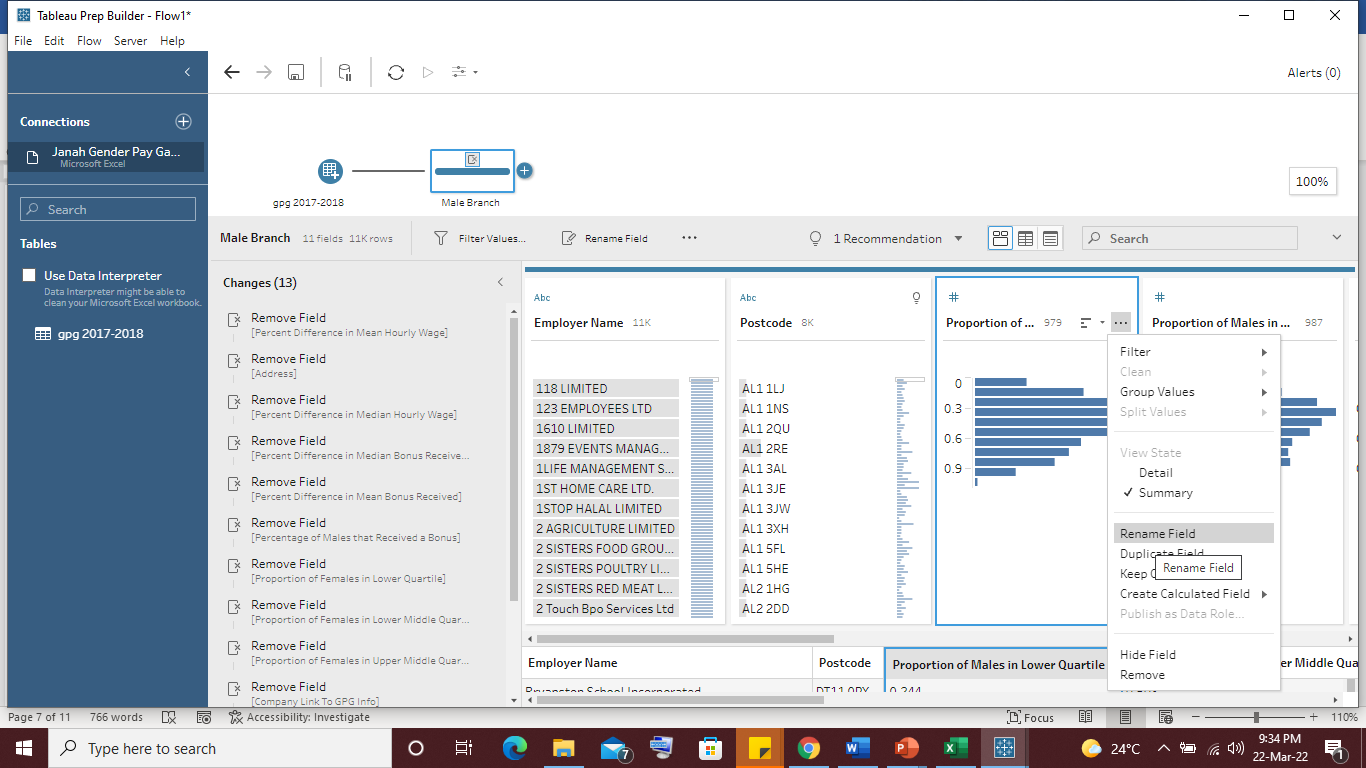 Tableau Prep Builder - Flow1*
File Edit Flow Server Help
Alerts (0)
Connections
Janah Gender Pay Ga...
Microsoft Excel
Search
Tables
Use Data Interpreter
Data Interpreter might be able to
clean your Microsoft Excel workbook.
gpg 2017-2018
gpg 2017-2018
Male Branch
100%
Male Branch 11 fields 11K rows Filter Values... Rename Field ... 1 Recommendation Search
Changes (13)
Remove Field
[Percent Difference in Mean Hourly Wage]
Remove Field
[Address]
Remove Field
[Percent Difference in Median Hourly Wage]
Remove Field
[Percent Difference in Median Bonus Receive...
Remove Field
[Percent Difference in Mean Bonus Received]
Remove Field
[Percentage of Males that Received a Bonus]
Remove Field
[Proportion of Females in Lower Quartile]
Remove Field
[Proportion of Females in Lower Middle Quar...
Remove Field
[Proportion of Females in Upper Middle Quar...
Remove Field
[Company Link To GPG Info]
Abc
Employer Name 11K
118 LIMITED
123 EMPLOYEES LTD
1610 LIMITED
1879 EVENTS MANAG...
1LIFE MANAGEMENT S...
1ST HOME CARE LTD.
1STOP HALAL LIMITED
2 AGRICULTURE LIMITED
2 SISTERS FOOD GROU...
2 SISTERS POULTRY LI...
2 SISTERS RED MEAT L...
2 Touch Bpo Services Ltd
Abc
Postcode 8K
AL1 1LJ
AL1 1NS
AL1 2QU
AL1 2RE
AL1 3AL
AL1 3JE
AL1 3JW
AL1 3XH
AL1 5FL
AL1 5HE
AL2 1HG
AL2 2DD
#
Proportion of ... 979
0
0.3
0.6
0.9
#
Proportion of Males in ... 987
Filter
Clean
Group Values
Split Values
View State
Detail
Summary
Rename Field
Duplicate Field
Keep
Rename Field
Create Calculated Field
Publish as Data Role...
Hide Field
Remove
Employer Name Postcode Proportion of Males in Lower Quartile er Middle Qua
Bryanston School Incorporated DT11 0PX 0.244
Page 7 of 11 766 words Accessibility: Investigate Focus 110%
Type here to search
7
24°C
9:34 PM
22-Mar-22
1